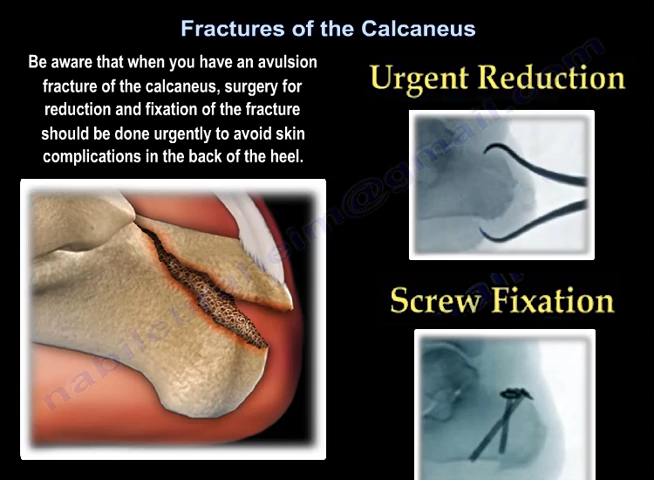 Fractures of the Calcaneus
Be aware that when you have an avulsion
fracture of the calcaneus, surgery for
reduction and fixation of the fracture
should be done urgently to avoid skin
complications in the back of the heel.
Urgent Reduction
Screw Fixation